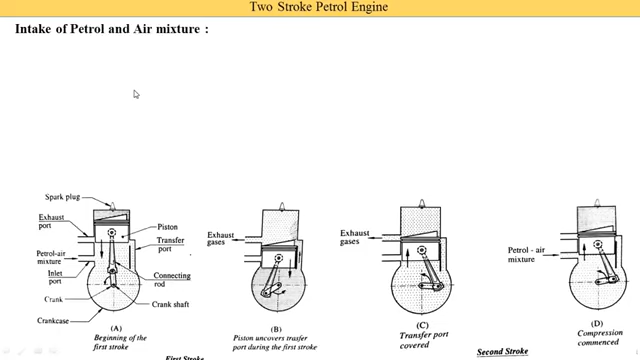 Two Stroke Petrol Engine
Intake of Petrol and Air mixture :
Spark plug
Exhaust
port
Piston
Transfer
port
Petrol-air
mixture
Inlet
port
Connecting
rod
Crank
Crank shaft
Crankcase
(A)
Beginning of the
first stroke
Exhaust
gases
(B)
Piston uncovers trasfer
port during the fisrt stroke
First Stroke
Exhaust
gases
(C)
Transfer port
covered
Second Stroke
Petrol - air
mixture
(D)
Compression
commenced